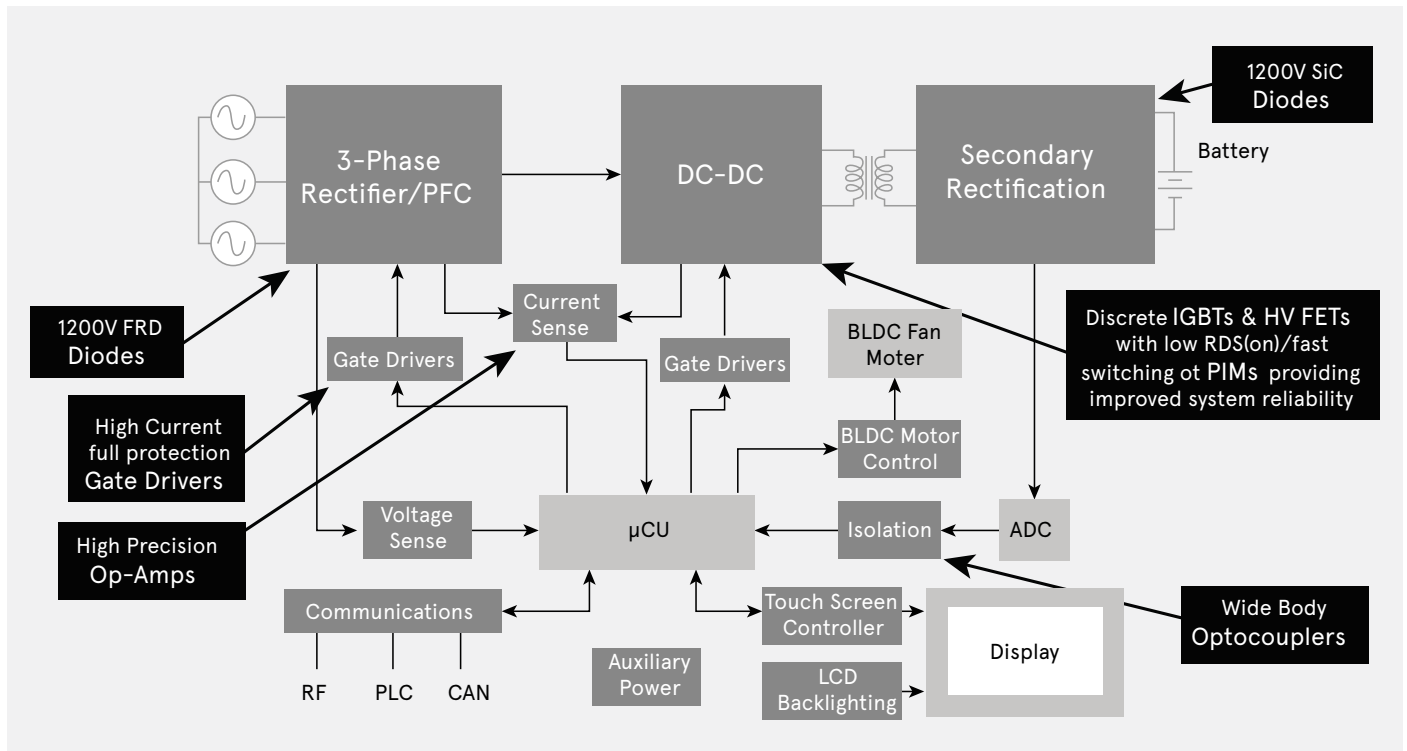 1200V SiC
Diodes
3-Phase
Rectifier/PFC
DC-DC
Secondary
Rectification
Battery
1200V FRD
Diodes
Current
Sense
Gate Drivers
Gate Drivers
BLDC Fan
Moter
Discrete IGBTs & HV FETs
with low RDS(on)/fast
switching ot PIMs providing
improved system reliability
High Current
full protection
Gate Drivers
BLDC Motor
Control
High Precision
Op-Amps
Voltage
Sense
µCU
Isolation
ADC
Communications
RF
PLC
CAN
Auxiliary
Power
Touch Screen
Controller
LCD
Backlighting
Display
Wide Body
Optocouplers